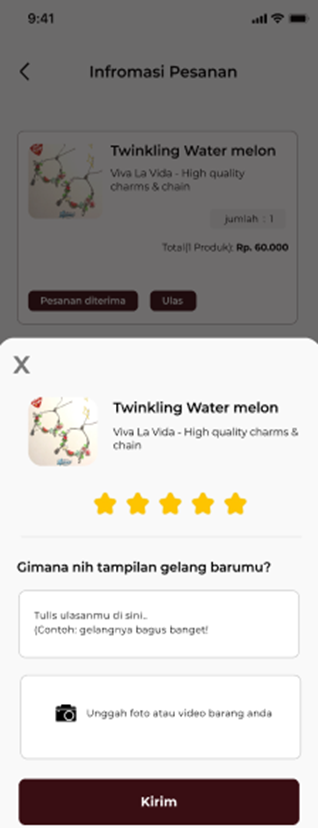 9:41
Infromasi Pesanan
Twinkling Water melon
Viva La Vida - High quality
charms & chain
jumlah : 1
Total(1 Produk): Rp. 60.000
Pesanan diterima
Ulas
X
Twinkling Water melon
Viva La Vida - High quality charms &
chain
Gimana nih tampilan gelang barumu?
Tulis ulasanmu di sini..
(Contoh: gelangnya bagus banget!
Unggah foto atau video barang anda
Kirim